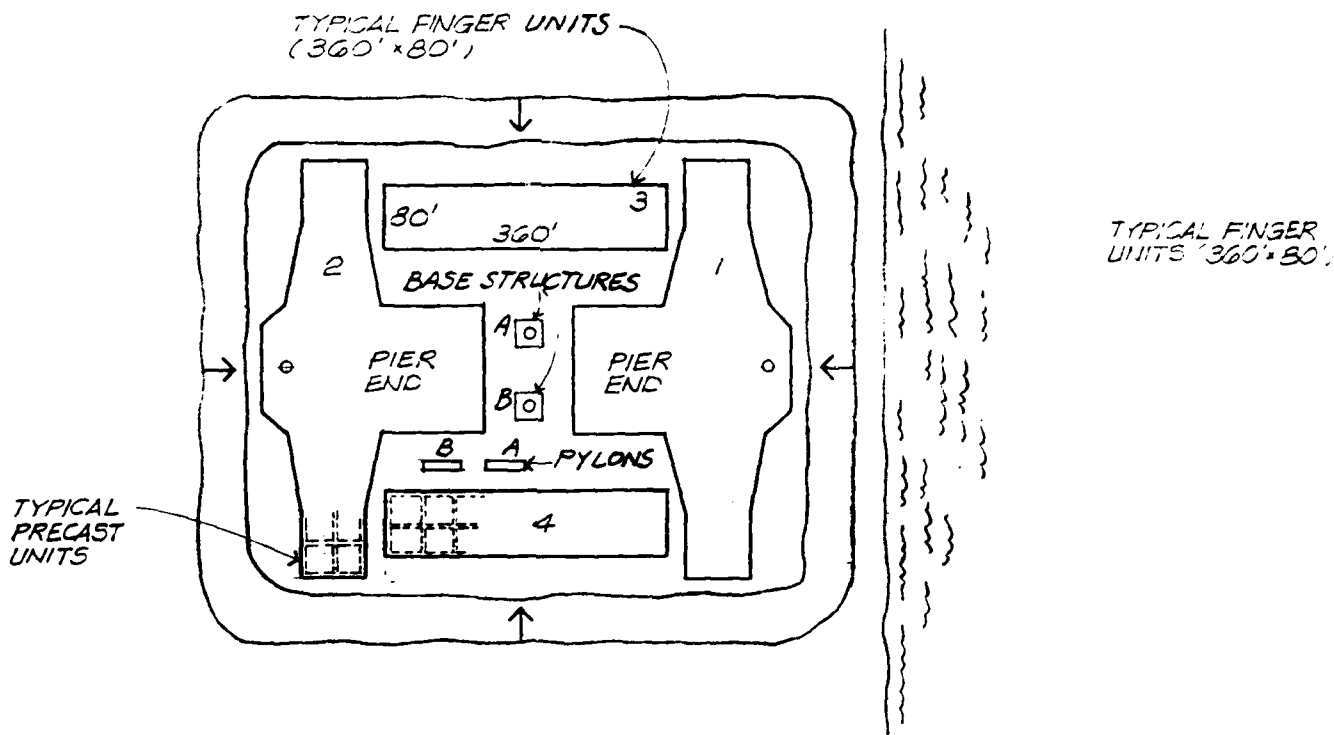 TYPICAL FINGER UNITS
(360' × 80')
TYPICAL FINGER
UNITS (360' × 80')
3
80'
360'
2
1
BASE STRUCTURES
A
PIER
END
PIER
END
B
B
A
PYLONS
TYPICAL
PRECAST
UNITS
4